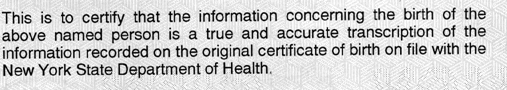 This is to certify that the information concerning the birth of the
above named person is a true and accurate transcription of the
information recorded on the original certificate of birth on file with the
New York State Department of Health.